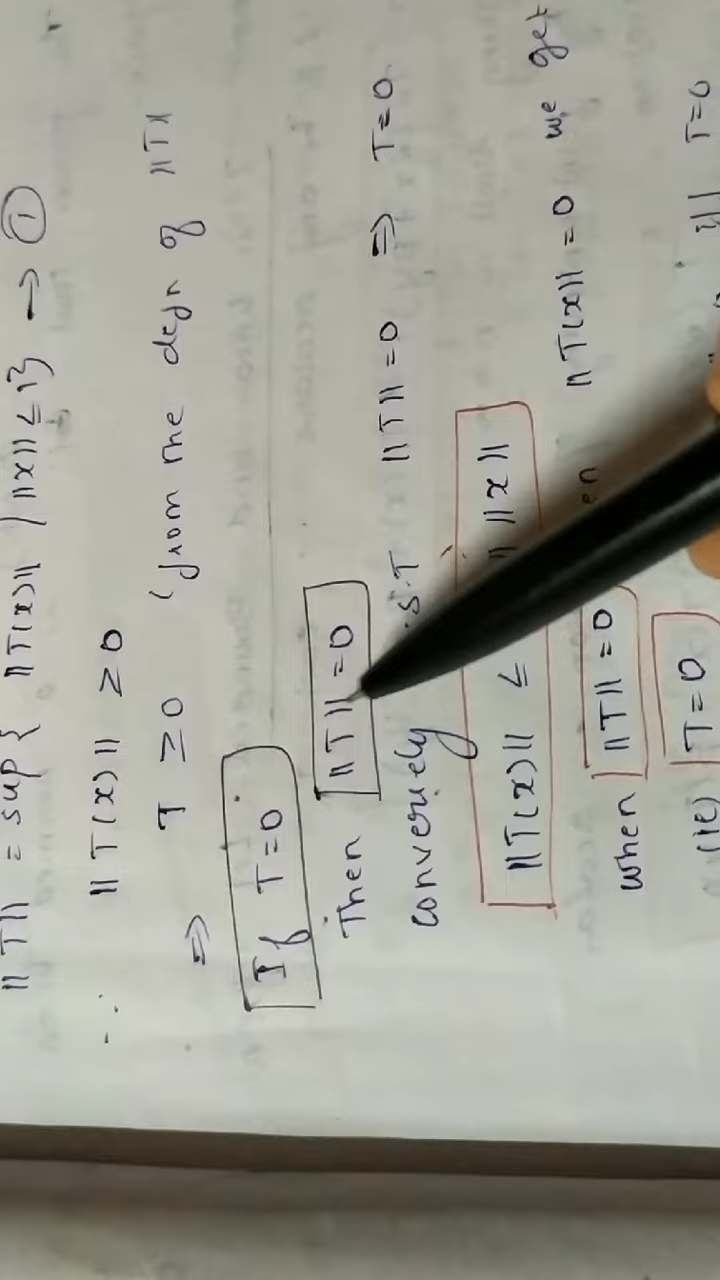 ||T|| = sup { ||T(x)|| / ||x|| ≤ 1} → ①
∴ ||T(x)|| ≥ 0
⇒ T ≥ 0 (from the defn of ||Tx
If T=0
Then ||T||=0
conversely S.T ||T||=0 ⇒ T=0.
||T(x)|| ≤ ||x||
when ||T||=0 ||T(x)||=0 we get
(ie) T=0 T=0